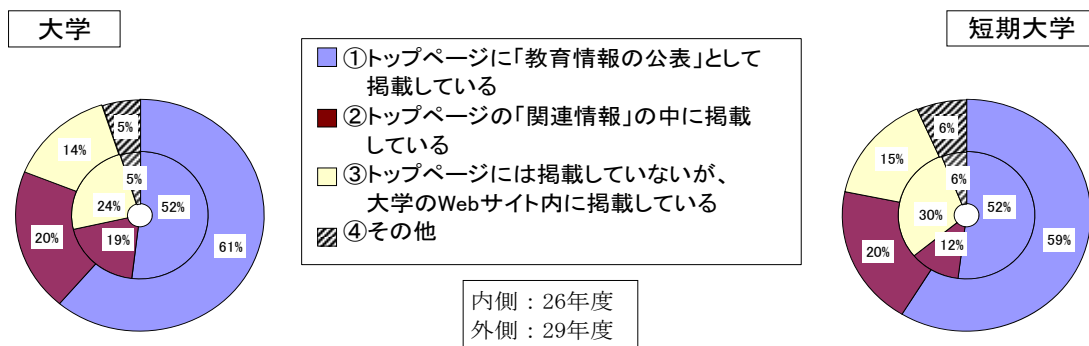 大学
短期大学
①トップページに「教育情報の公表」として
掲載している
②トップページの「関連情報」の中に掲載
している
③トップページには掲載していないが、
大学のWebサイト内に掲載している
④その他
5%
14%
5%
24%
52%
19%
20%
61%
6%
15%
6%
30%
52%
12%
20%
59%
内側：26年度
外側：29年度